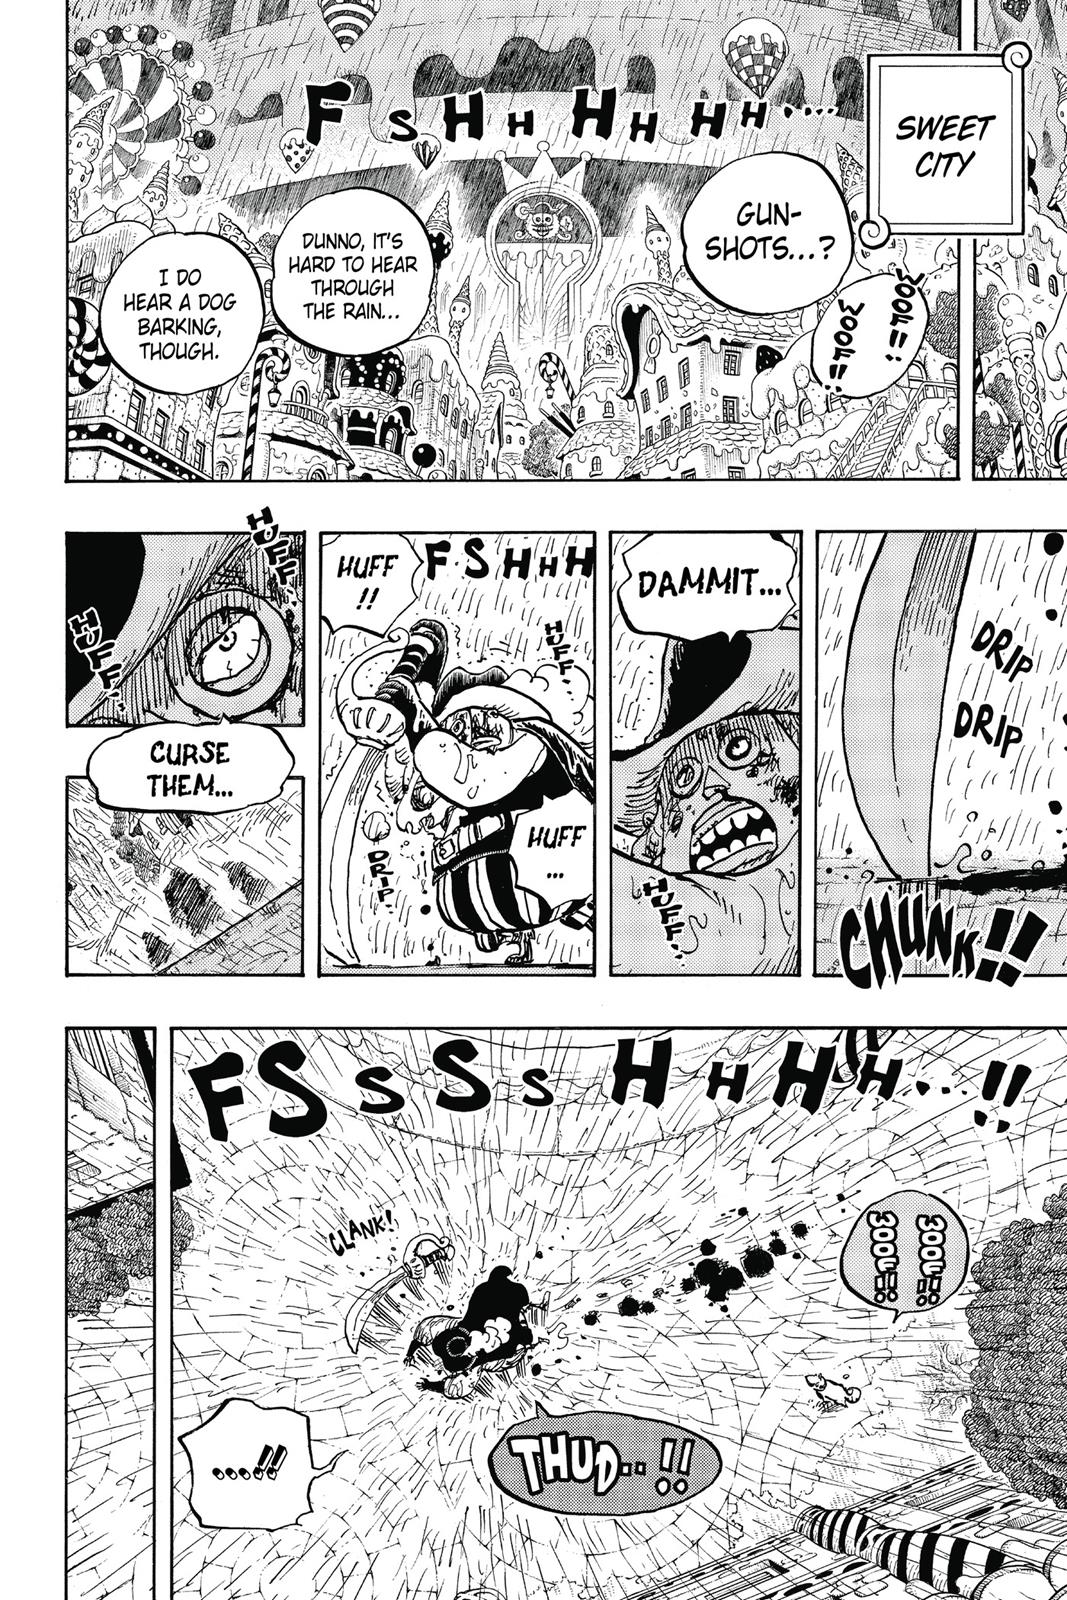 SWEET
CITY
FSHHHHHH....
GUN-
SHOTS...?
WOOF!!
WOOF!!
DUNNO, IT'S
HARD TO HEAR
THROUGH
THE RAIN...
I DO
HEAR A DOG
BARKING,
THOUGH.
DRIP
DRIP
CHUNK!!
DAMMIT...
HUFF.
FSHHH
HUFF
!!
HUFF.
DRIP
HUFF
...
HUFF.
HUFF.
CURSE
THEM...
FSSSSSHHHH..!!
WOOF!!
WOOF!!
CLANK!
THUD..!!
...!!